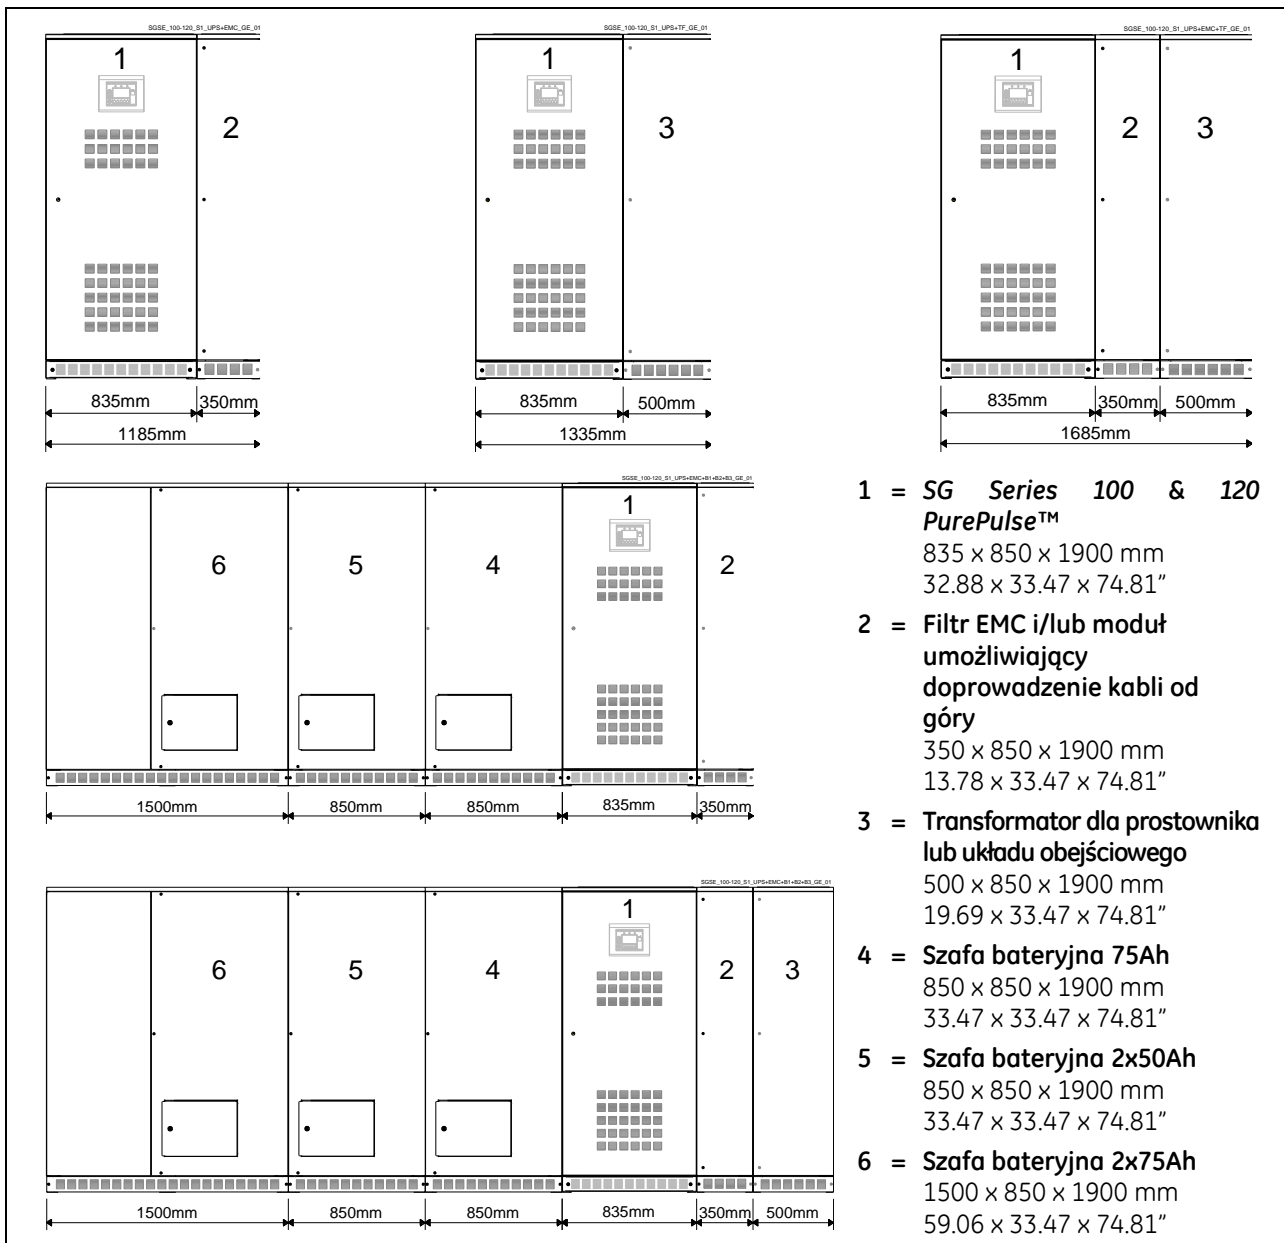 SGSE_100-120_S1_UPS+EMC_GE_01
1
2
835mm
350mm
1185mm
SGSE_100-120_S1_UPS+TF_GE_01
1
3
835mm
500mm
1335mm
SGSE_100-120_S1_UPS+EMC+TF_GE_01
1
2
3
835mm
350mm
500mm
1685mm
SGSE_100-120_S1_UPS+EMC+B1+B2+B3_GE_01
6
5
4
1
2
1500mm
850mm
850mm
835mm
350mm
SGSE_100-120_S1_UPS+EMC+B1+B2+B3_GE_01
6
5
4
1
2
3
1500mm
850mm
850mm
835mm
350mm
500mm
1 = SG Series 100 & 120
PurePulse™
835 x 850 x 1900 mm
32.88 x 33.47 x 74.81"
2 = Filtr EMC i/lub moduł
umożliwiający
doprowadzenie kabli od
góry
350 x 850 x 1900 mm
13.78 x 33.47 x 74.81"
3 = Transformator dla prostownika
lub układu obejściowego
500 x 850 x 1900 mm
19.69 x 33.47 x 74.81"
4 = Szafa bateryjna 75Ah
850 x 850 x 1900 mm
33.47 x 33.47 x 74.81"
5 = Szafa bateryjna 2x50Ah
850 x 850 x 1900 mm
33.47 x 33.47 x 74.81"
6 = Szafa bateryjna 2x75Ah
1500 x 850 x 1900 mm
59.06 x 33.47 x 74.81"